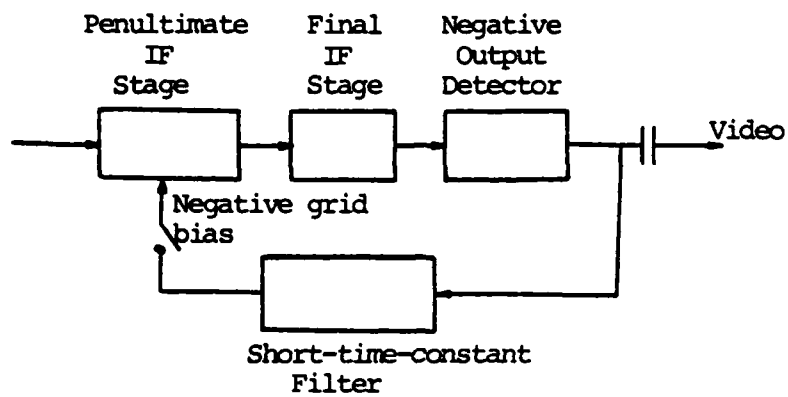 Penultimate
IF
Stage
Final
IF
Stage
Negative
Output
Detector
Video
Negative grid
bias
Short-time-constant
Filter